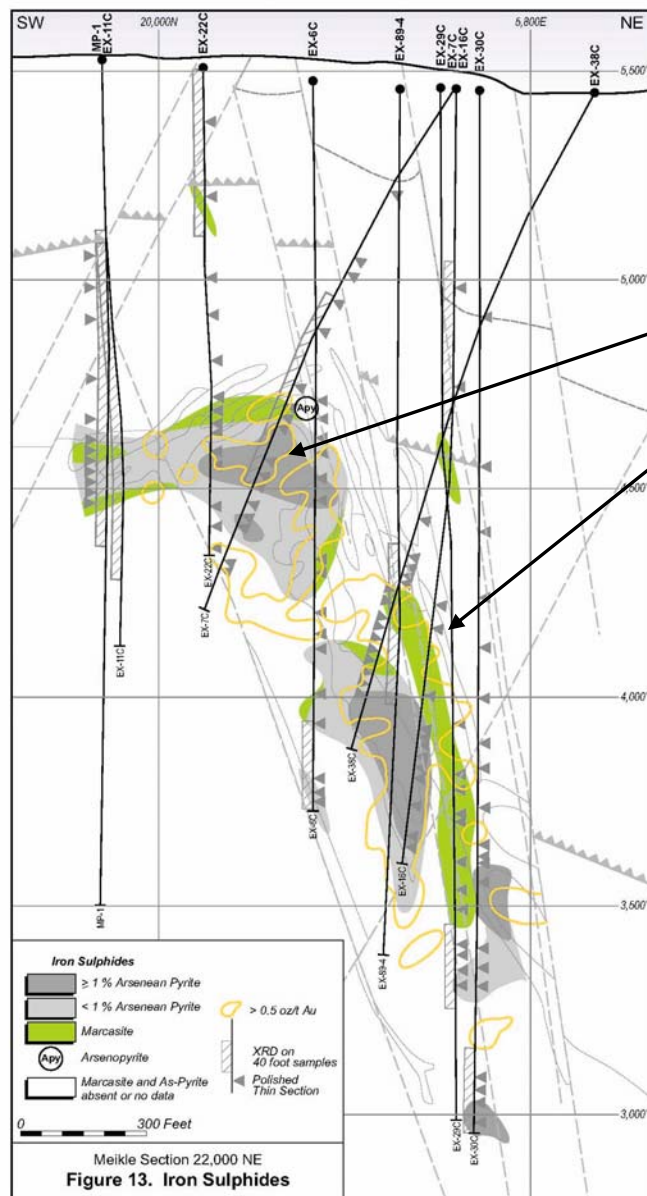 SW
NE
MP-1
EX-11C
20,000N
EX-22C
EX-6C
EX-89-4
EX-29C
EX-7C
EX-16C
EX-30C
5,800E
EX-38C
5,500'
5,000'
Apy
4,500'
EX-22C
EX-7C
EX-11C
4,000'
EX-38C
EX-6C
EX-16C
3,500'
MP-1
EX-89-4
3,000'
EX-29C
EX-30C
Iron Sulphides
≥ 1 % Arsenean Pyrite
< 1 % Arsenean Pyrite
Marcasite
Apy Arsenopyrite
Marcasite and As-Pyrite
absent or no data
> 0.5 oz/t Au
XRD on
40 foot samples
Polished
Thin Section
0 300 Feet
Meikle Section 22,000 NE
Figure 13. Iron Sulphides